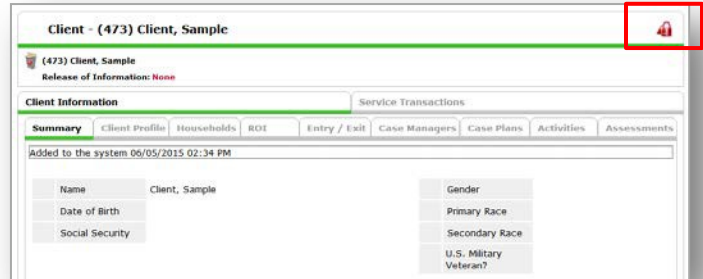 Client - (473) Client, Sample
(473) Client, Sample
Release of Information: None
Client Information
Service Transactions
Summary
Client Profile
Households
ROI
Entry / Exit
Case Managers
Case Plans
Activities
Assessments
Added to the system 06/05/2015 02:34 PM
Name
Client, Sample
Gender
Date of Birth
Primary Race
Social Security
Secondary Race
U.S. Military
Veteran?